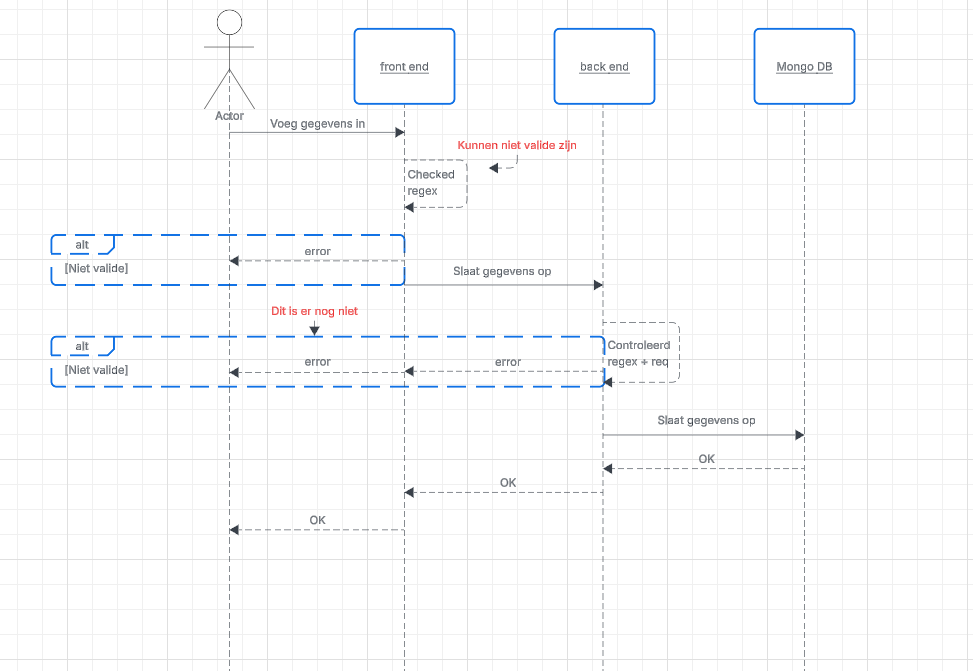 front end
back end
Mongo DB
Actor
Voeg gegevens in
Kunnen niet valide zijn
Checked
regex
alt
error
[Niet valide]
Slaat gegevens op
Dit is er nog niet
alt
Controleerd
[Niet valide]
error
error
regex + req
Slaat gegevens op
OK
OK
OK